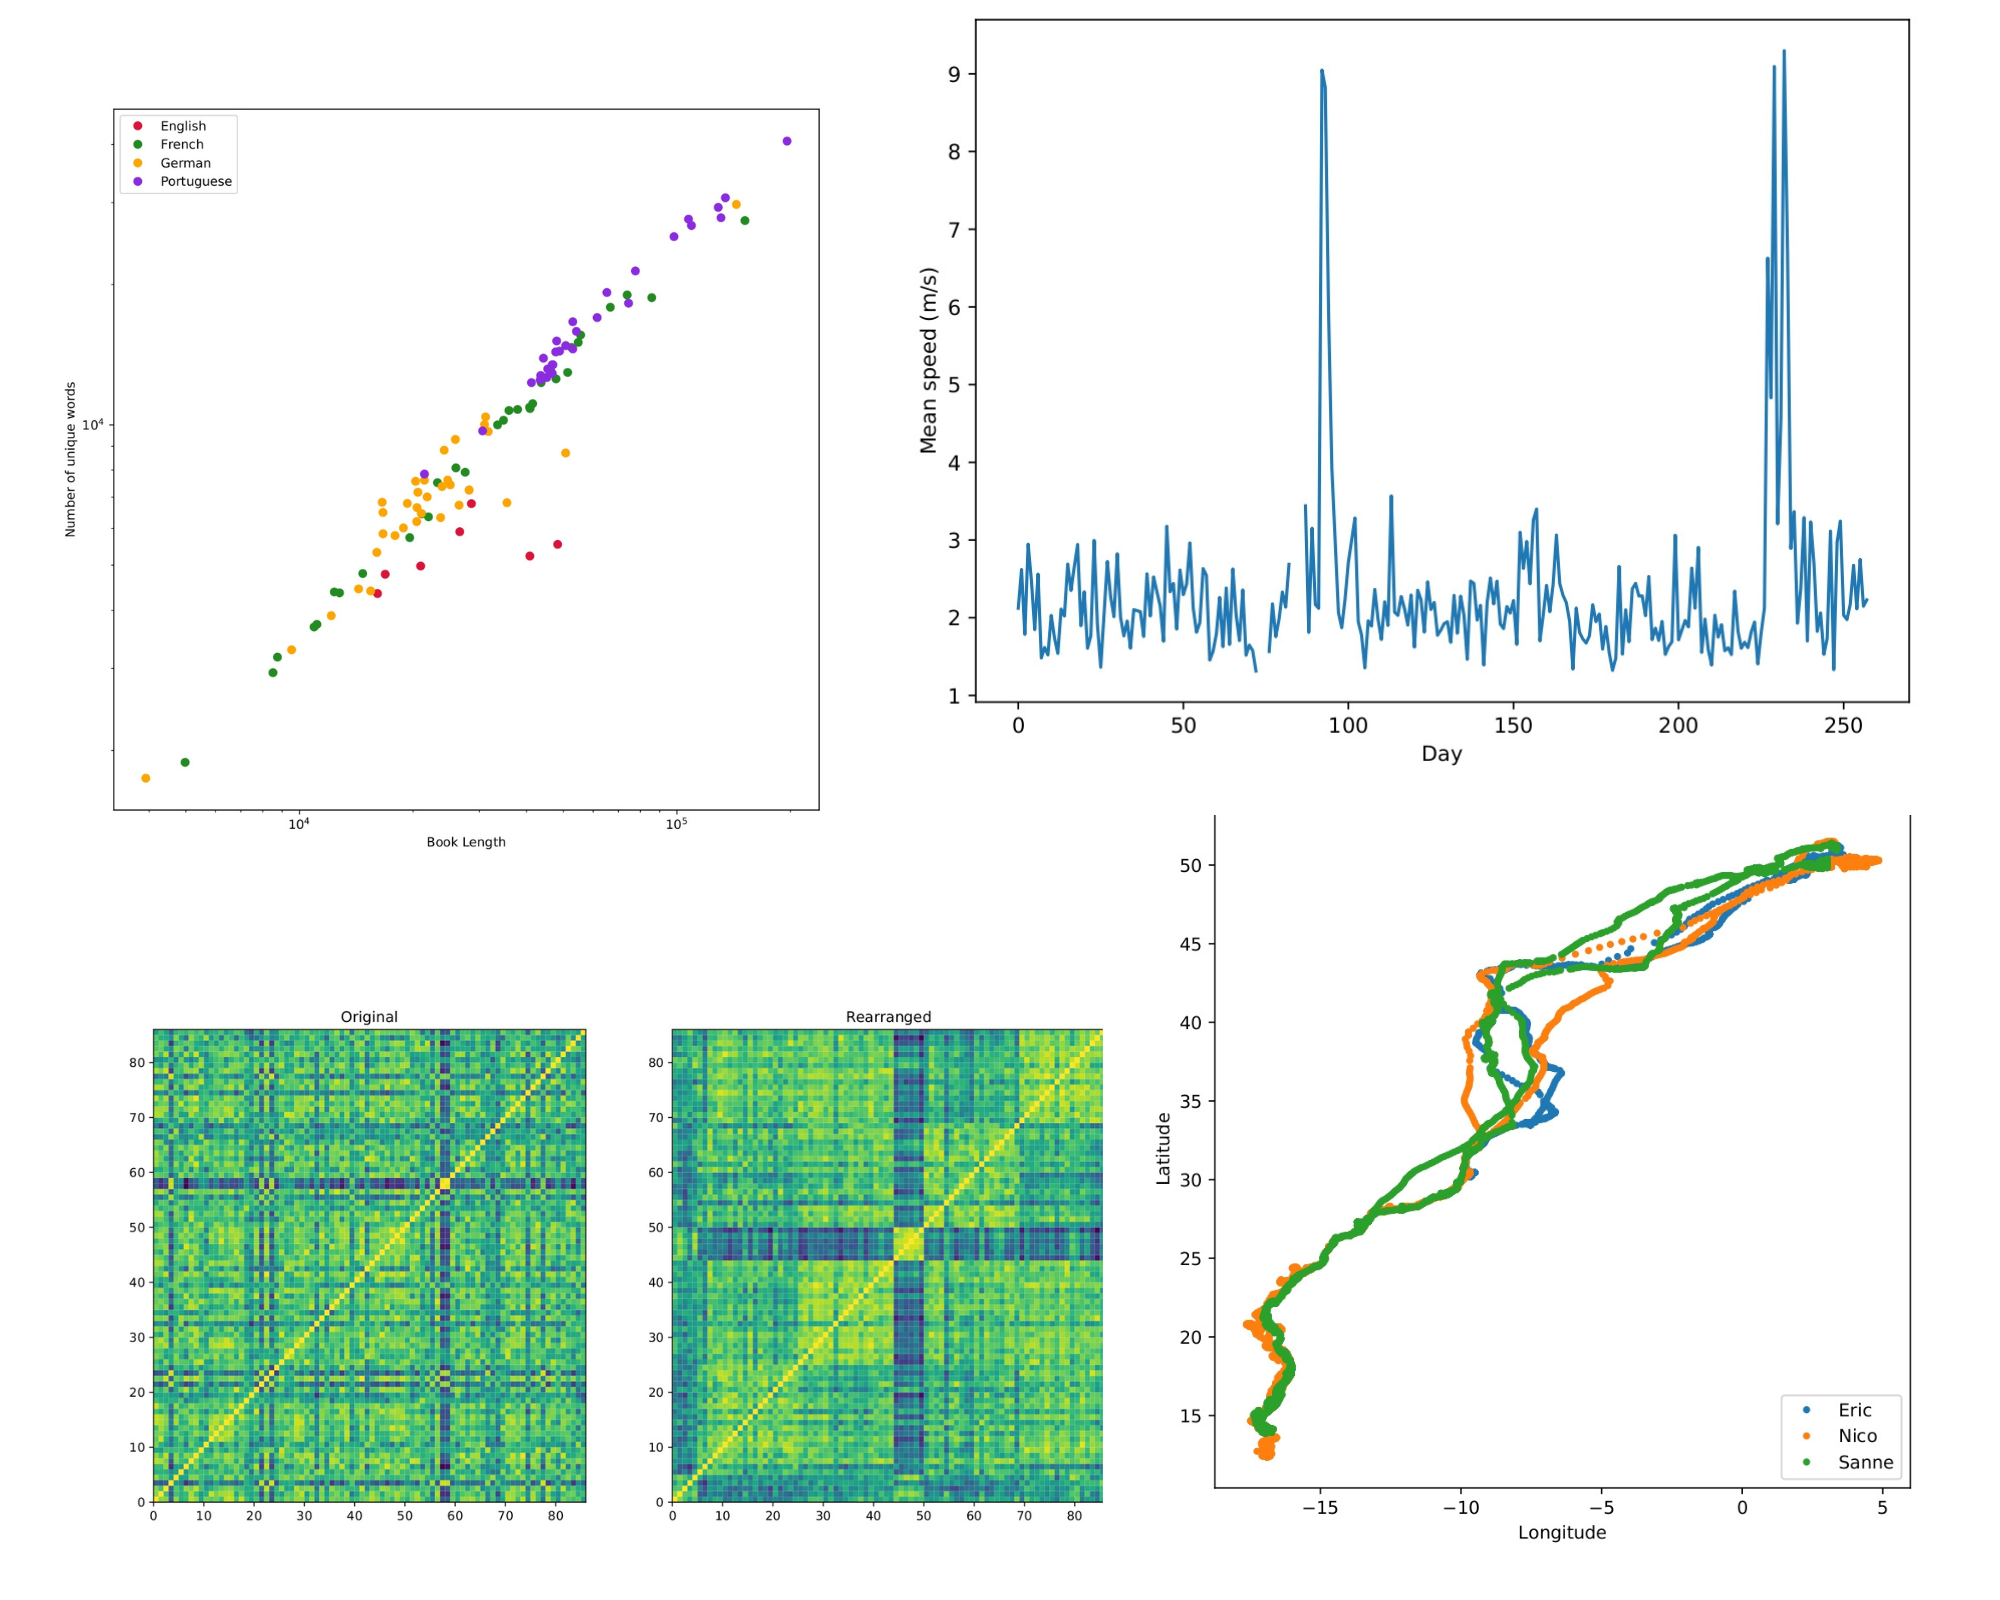 English
French
German
Portuguese
Number of unique words
10⁴
10⁴ 10⁵
Book Length
9
8
7
6
5
4
3
2
1
Mean speed (m/s)
0 50 100 150 200 250
Day
Original
80
70
60
50
40
30
20
10
0
0 10 20 30 40 50 60 70 80
Rearranged
80
70
60
50
40
30
20
10
0
0 10 20 30 40 50 60 70 80
50
45
40
35
30
25
20
15
Latitude
Eric
Nico
Sanne
−15 −10 −5 0 5
Longitude